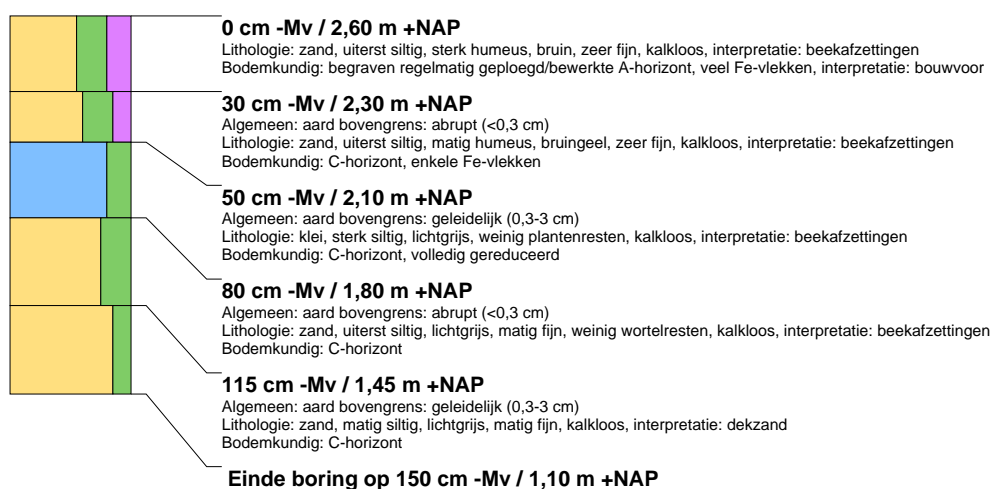 0 cm -Mv / 2,60 m +NAP
Lithologie: zand, uiterst siltig, sterk humeus, bruin, zeer fijn, kalkloos, interpretatie: beekafzettingen
Bodemkundig: begraven regelmatig geploegd/bewerkte A-horizont, veel Fe-vlekken, interpretatie: bouwvoor
30 cm -Mv / 2,30 m +NAP
Algemeen: aard bovengrens: abrupt (<0,3 cm)
Lithologie: zand, uiterst siltig, matig humeus, bruingeel, zeer fijn, kalkloos, interpretatie: beekafzettingen
Bodemkundig: C-horizont, enkele Fe-vlekken
50 cm -Mv / 2,10 m +NAP
Algemeen: aard bovengrens: geleidelijk (0,3-3 cm)
Lithologie: klei, sterk siltig, lichtgrijs, weinig plantenresten, kalkloos, interpretatie: beekafzettingen
Bodemkundig: C-horizont, volledig gereduceerd
80 cm -Mv / 1,80 m +NAP
Algemeen: aard bovengrens: abrupt (<0,3 cm)
Lithologie: zand, uiterst siltig, lichtgrijs, matig fijn, weinig wortelresten, kalkloos, interpretatie: beekafzettingen
Bodemkundig: C-horizont
115 cm -Mv / 1,45 m +NAP
Algemeen: aard bovengrens: geleidelijk (0,3-3 cm)
Lithologie: zand, matig siltig, lichtgrijs, matig fijn, kalkloos, interpretatie: dekzand
Bodemkundig: C-horizont
Einde boring op 150 cm -Mv / 1,10 m +NAP